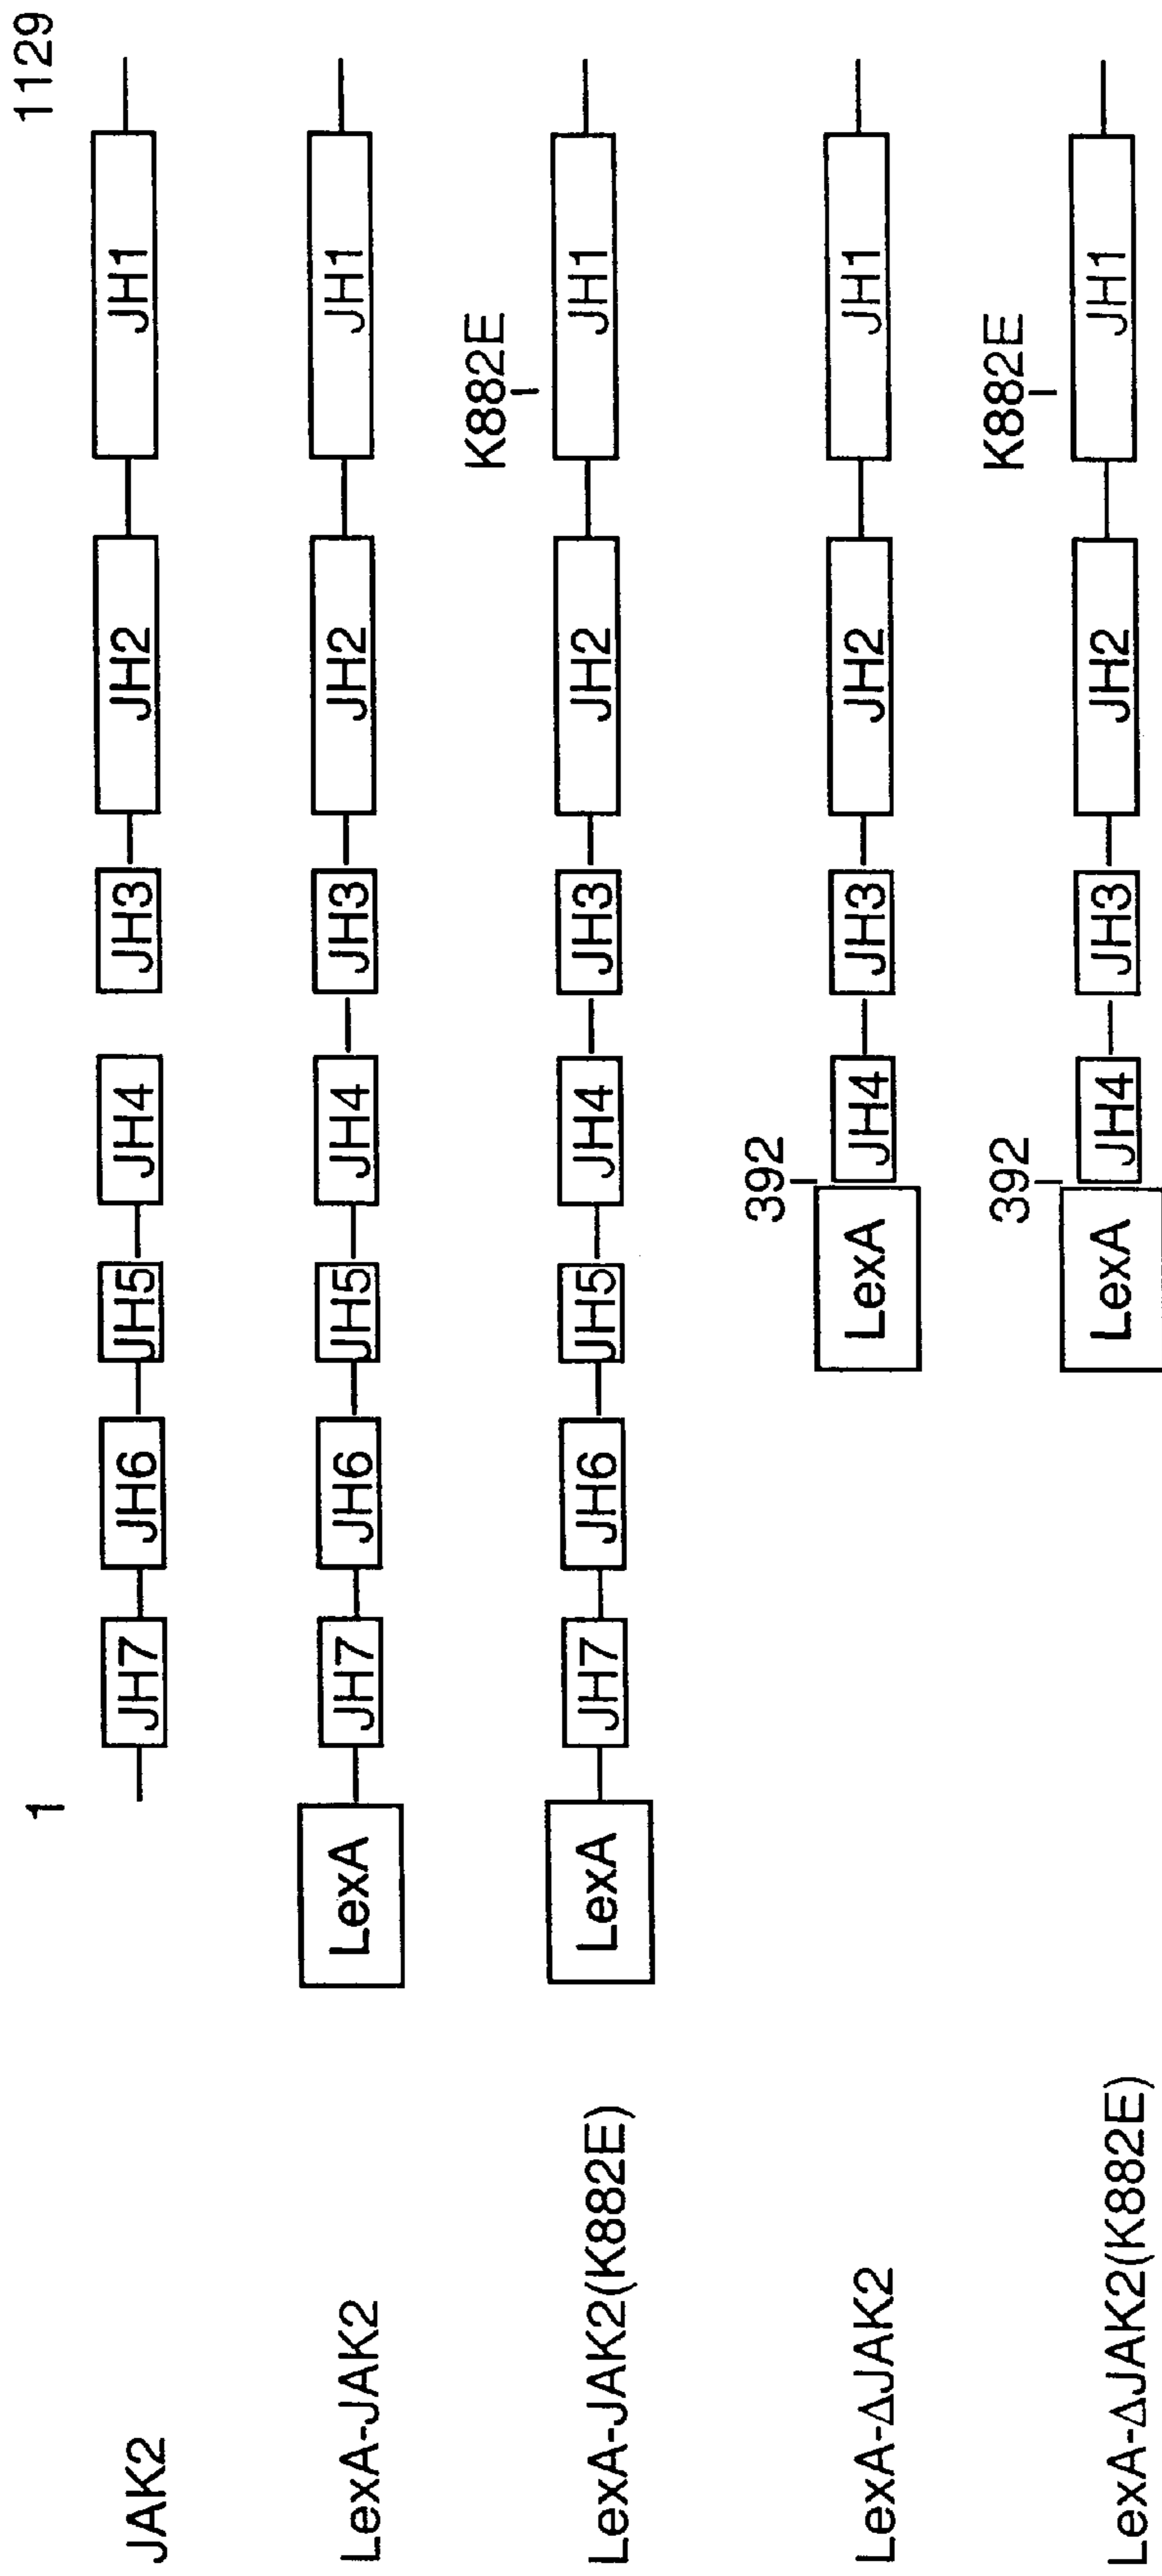 1 1129
JAK2 JH7 JH6 JH5 JH4 JH3 JH2 JH1
LexA-JAK2 LexA JH7 JH6 JH5 JH4 JH3 JH2 JH1
K882E
LexA-JAK2(K882E) LexA JH7 JH6 JH5 JH4 JH3 JH2 JH1
392
LexA-ΔJAK2 LexA JH4 JH3 JH2 JH1
392 K882E
LexA-ΔJAK2(K882E) LexA JH4 JH3 JH2 JH1